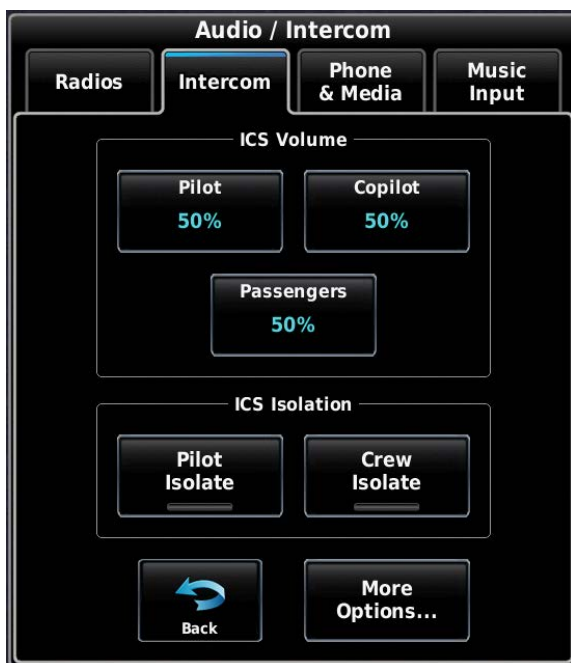 Audio / Intercom
Radios
Intercom
Phone
& Media
Music
Input
ICS Volume
Pilot
50%
Copilot
50%
Passengers
50%
ICS Isolation
Pilot
Isolate
Crew
Isolate
Back
More
Options...